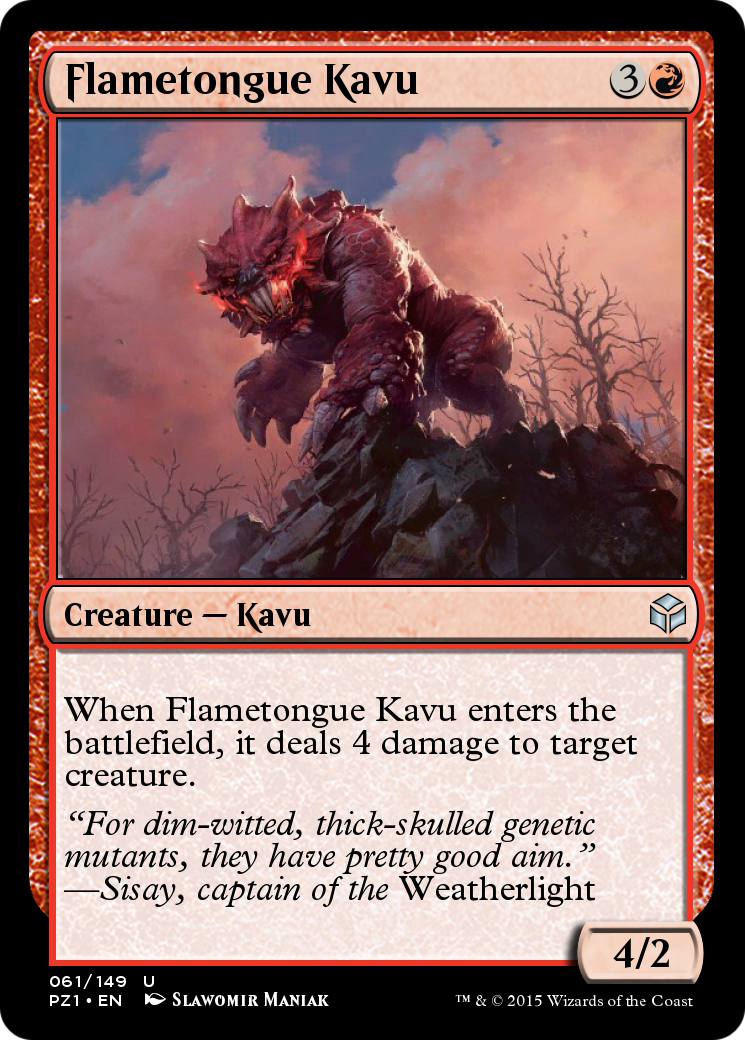 Flametongue Kavu 3
Creature — Kavu
When Flametongue Kavu enters the
battlefield, it deals 4 damage to target
creature.
“For dim-witted, thick-skulled genetic
mutants, they have pretty good aim.”
—Sisay, captain of the Weatherlight
4/2
061/149 U
PZ1 • EN Slawomir Maniak ™ & © 2015 Wizards of the Coast